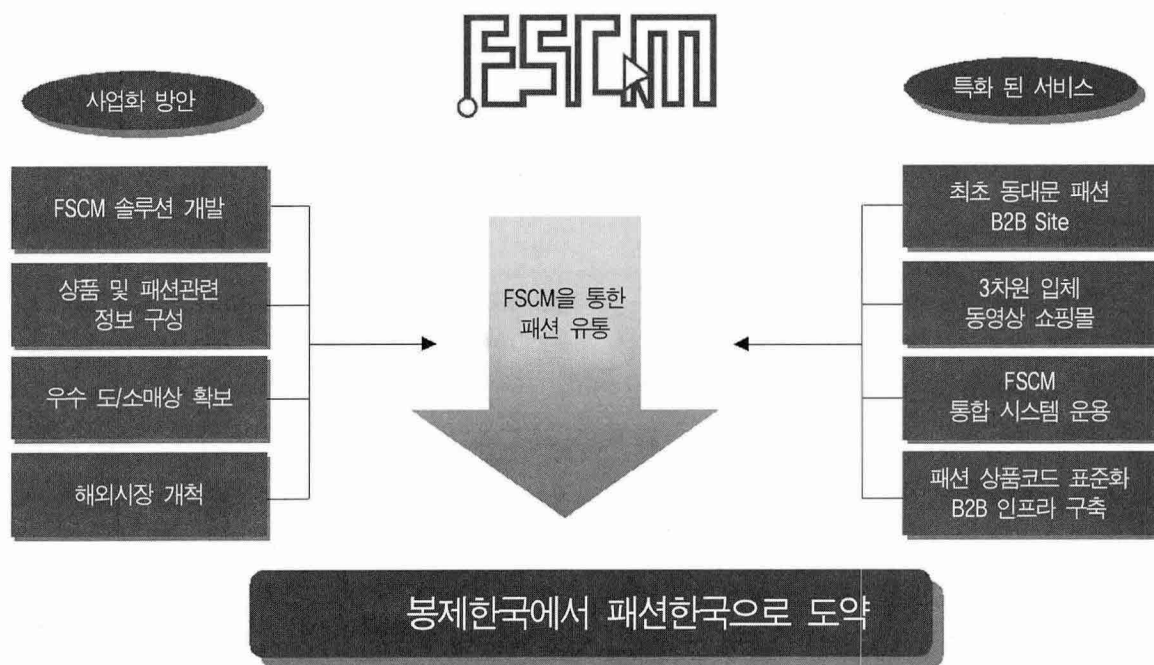 FSCM
사업화 방안
FSCM 솔루션 개발
상품 및 패션관련
정보 구성
우수 도/소매상 확보
해외시장 개척
FSCM을 통한
패션 유통
특화 된 서비스
최초 동대문 패션
B2B Site
3차원 입체
동영상 쇼핑몰
FSCM
통합 시스템 운용
패션 상품코드 표준화
B2B 인프라 구축
봉제한국에서 패션한국으로 도약